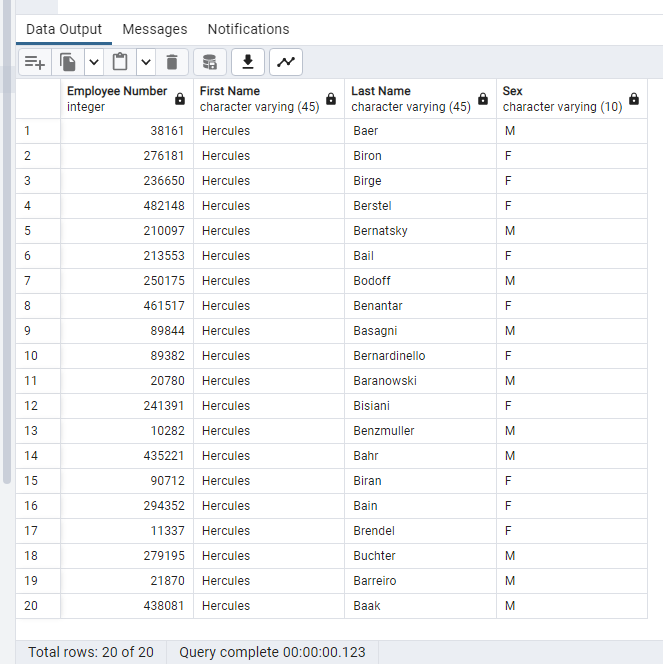 Data Output Messages Notifications
Employee Number First Name Last Name Sex
integer character varying (45) character varying (45) character varying (10)
1 38161 Hercules Baer M
2 276181 Hercules Biron F
3 236650 Hercules Birge F
4 482148 Hercules Berstel F
5 210097 Hercules Bernatsky M
6 213553 Hercules Bail F
7 250175 Hercules Bodoff M
8 461517 Hercules Benantar F
9 89844 Hercules Basagni M
10 89382 Hercules Bernardinello F
11 20780 Hercules Baranowski M
12 241391 Hercules Bisiani F
13 10282 Hercules Benzmuller M
14 435221 Hercules Bahr M
15 90712 Hercules Biran F
16 294352 Hercules Bain F
17 11337 Hercules Brendel F
18 279195 Hercules Buchter M
19 21870 Hercules Barreiro M
20 438081 Hercules Baak M
Total rows: 20 of 20 Query complete 00:00:00.123